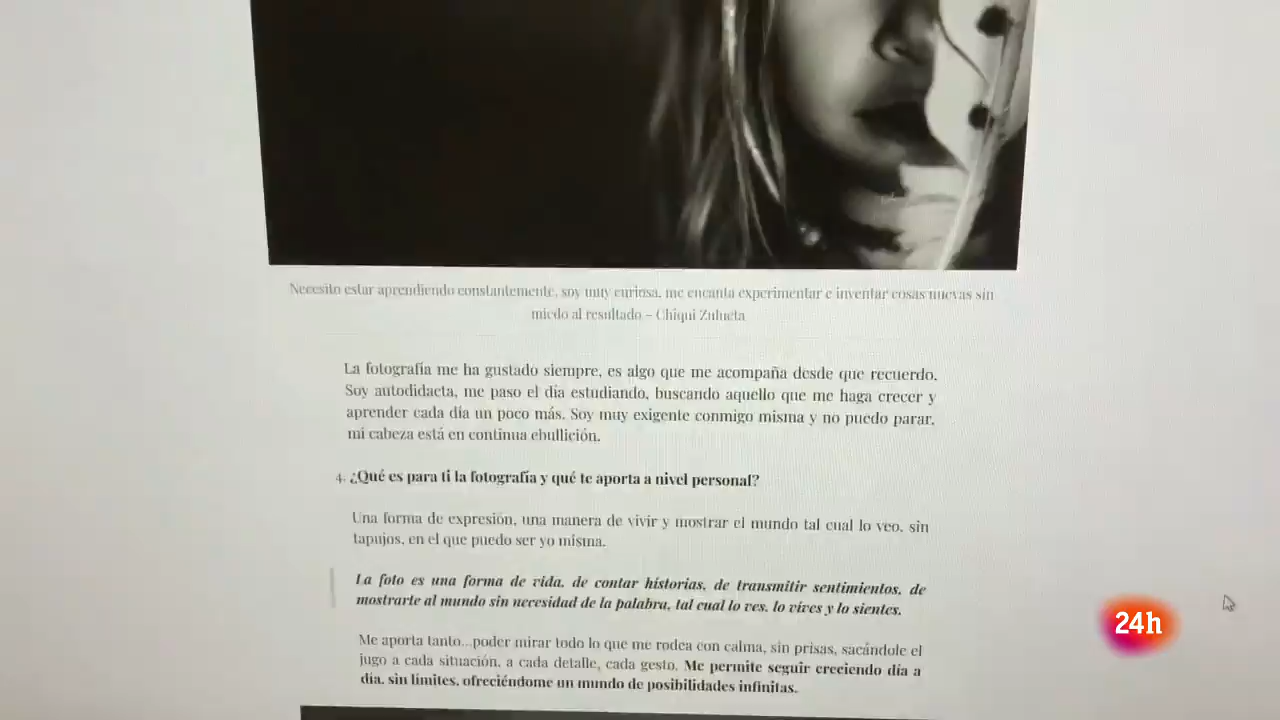 Necesito estar aprendiendo constantemente, soy muy curiosa, me encanta experimentar e inventar cosas nuevas sin
miedo al resultado – Chiqui Zulueta
La fotografía me ha gustado siempre, es algo que me acompaña desde que recuerdo.
Soy autodidacta, me paso el día estudiando, buscando aquello que me haga crecer y
aprender cada día un poco más. Soy muy exigente conmigo misma y no puedo parar,
mi cabeza está en continua ebullición.
4. ¿Qué es para ti la fotografía y qué te aporta a nivel personal?
Una forma de expresión, una manera de vivir y mostrar el mundo tal cual lo veo, sin
tapujos, en el que puedo ser yo misma.
La foto es una forma de vida, de contar historias, de transmitir sentimientos, de
mostrarte al mundo sin necesidad de la palabra, tal cual lo ves, lo vives y lo sientes.
Me aporta tanto...poder mirar todo lo que me rodea con calma, sin prisas, sacándole el
jugo a cada situación, a cada detalle, cada gesto. Me permite seguir creciendo día a
día, sin límites, ofreciéndome un mundo de posibilidades infinitas.
24h